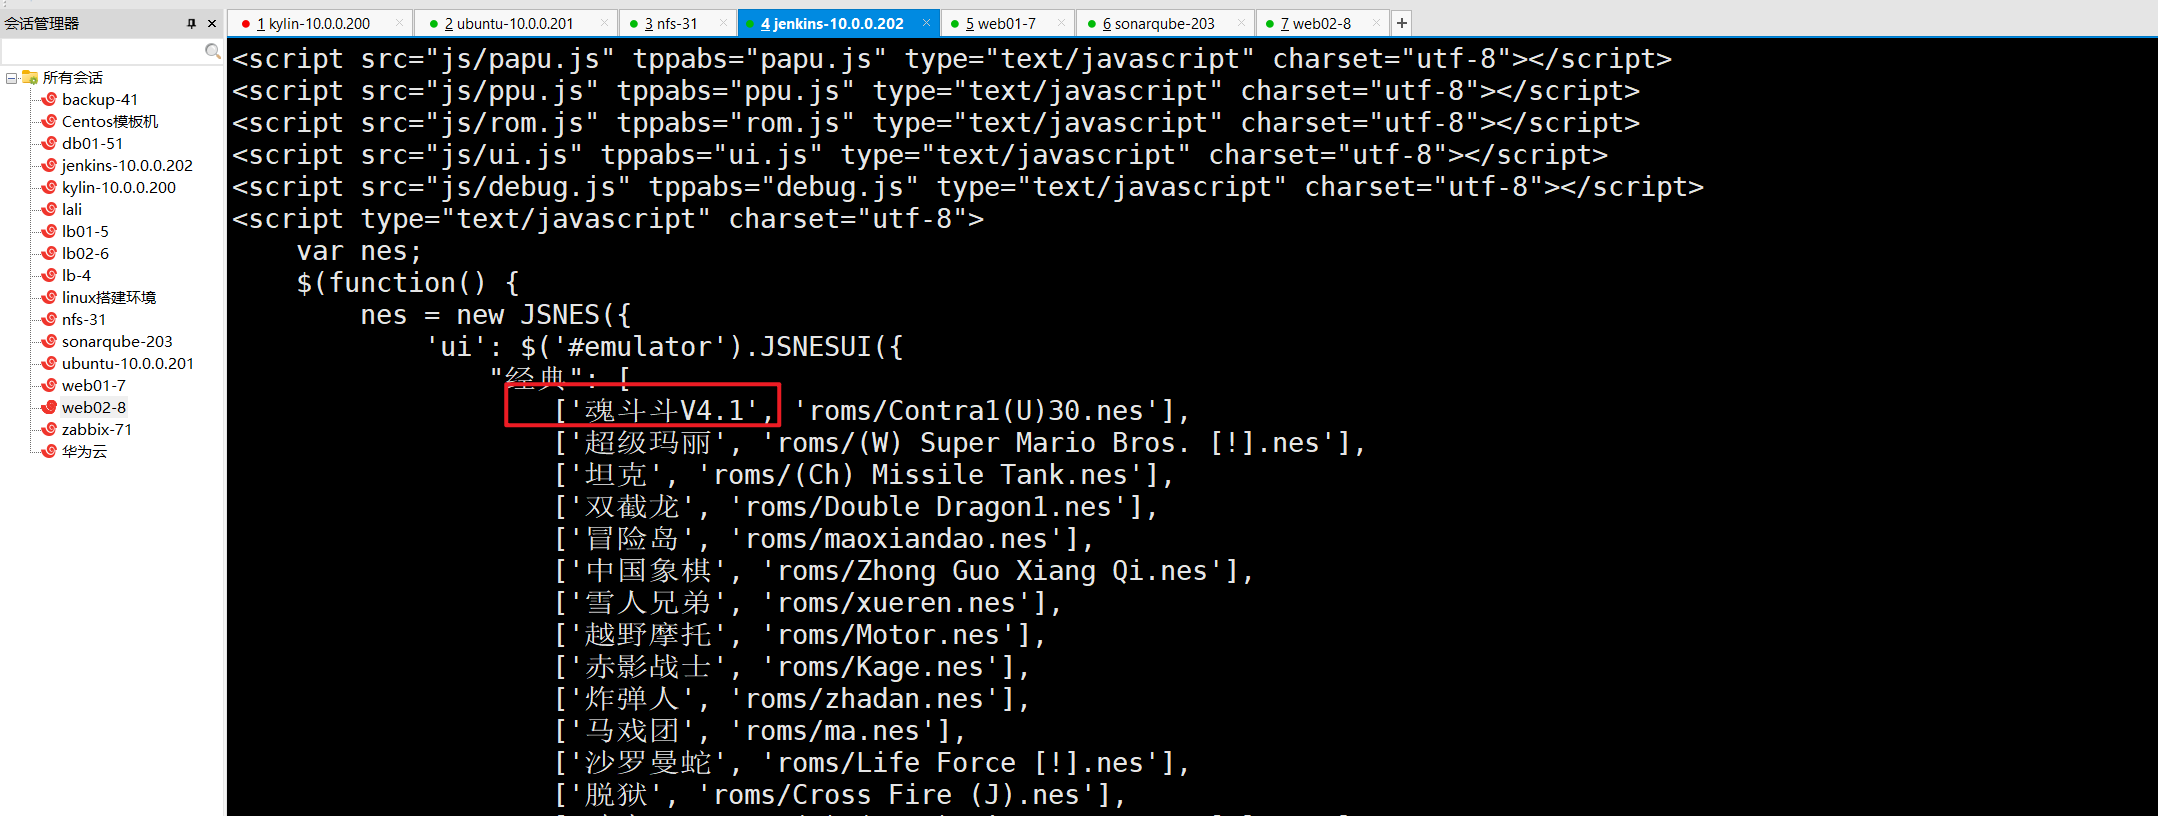 会话管理器
所有会话
backup-41
Centos模板机
db01-51
jenkins-10.0.0.202
kylin-10.0.0.200
lali
lb01-5
lb02-6
lb-4
linux搭建环境
nfs-31
sonarqube-203
ubuntu-10.0.0.201
web01-7
web02-8
zabbix-71
华为云
1 kylin-10.0.0.200
2 ubuntu-10.0.0.201
3 nfs-31
4 jenkins-10.0.0.202
5 web01-7
6 sonarqube-203
7 web02-8
<script src="js/papu.js" tppabs="papu.js" type="text/javascript" charset="utf-8"></script>
<script src="js/ppu.js" tppabs="ppu.js" type="text/javascript" charset="utf-8"></script>
<script src="js/rom.js" tppabs="rom.js" type="text/javascript" charset="utf-8"></script>
<script src="js/ui.js" tppabs="ui.js" type="text/javascript" charset="utf-8"></script>
<script src="js/debug.js" tppabs="debug.js" type="text/javascript" charset="utf-8"></script>
<script type="text/javascript" charset="utf-8">
var nes;
$(function() {
nes = new JSNES({
'ui': $('#emulator').JSNESUI({
"经典": [
['魂斗斗V4.1', 'roms/Contra1(U)30.nes'],
['超级玛丽', 'roms/(W) Super Mario Bros. [!].nes'],
['坦克', 'roms/(Ch) Missile Tank.nes'],
['双截龙', 'roms/Double Dragon1.nes'],
['冒险岛', 'roms/maoxiandao.nes'],
['中国象棋', 'roms/Zhong Guo Xiang Qi.nes'],
['雪人兄弟', 'roms/xueren.nes'],
['越野摩托', 'roms/Motor.nes'],
['赤影战士', 'roms/Kage.nes'],
['炸弹人', 'roms/zhadan.nes'],
['马戏团', 'roms/ma.nes'],
['沙罗曼蛇', 'roms/Life Force [!].nes'],
['脱狱', 'roms/Cross Fire (J).nes'],